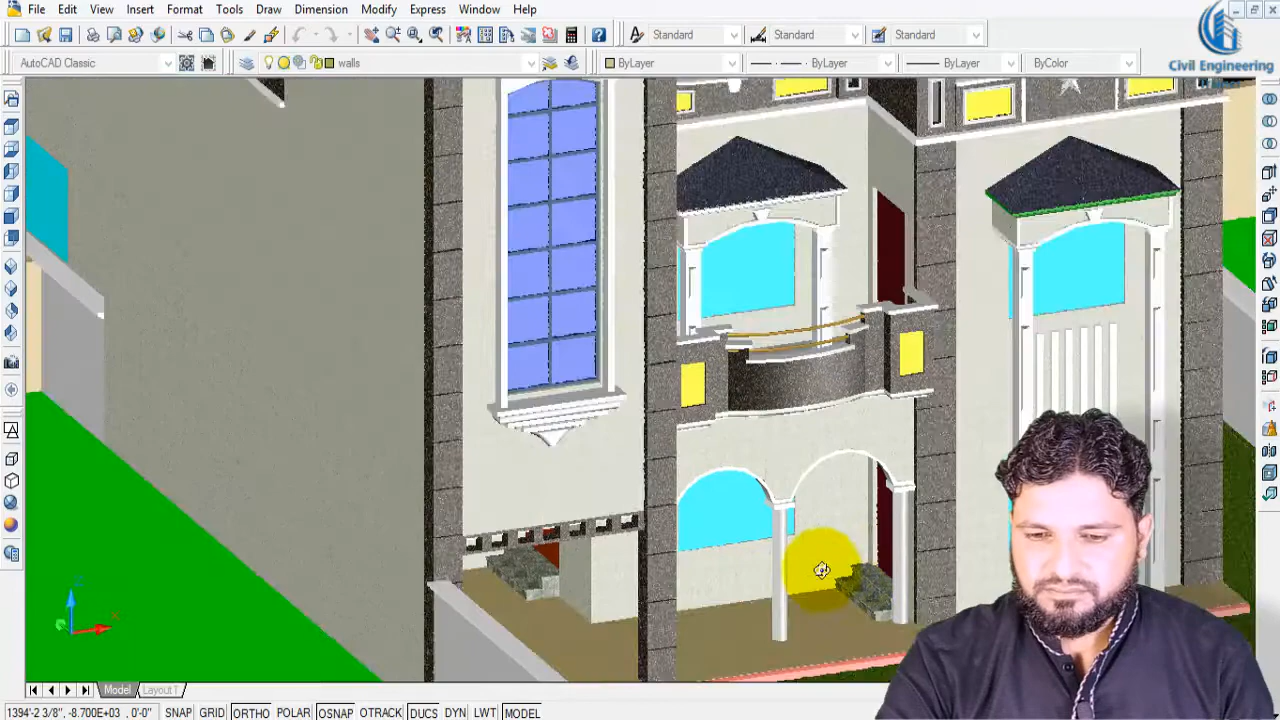 File Edit View Insert Format Tools Draw Dimension Modify Express Window Help
Standard Standard Standard
AutoCAD Classic walls ByLayer ByLayer ByLayer ByColor
Civil Engineering
Z
X
Model Layout1
1394'-2 3/8", -8.700E+03 , 0'-0" SNAP GRID ORTHO POLAR OSNAP OTRACK DUCS DYN LWT MODEL